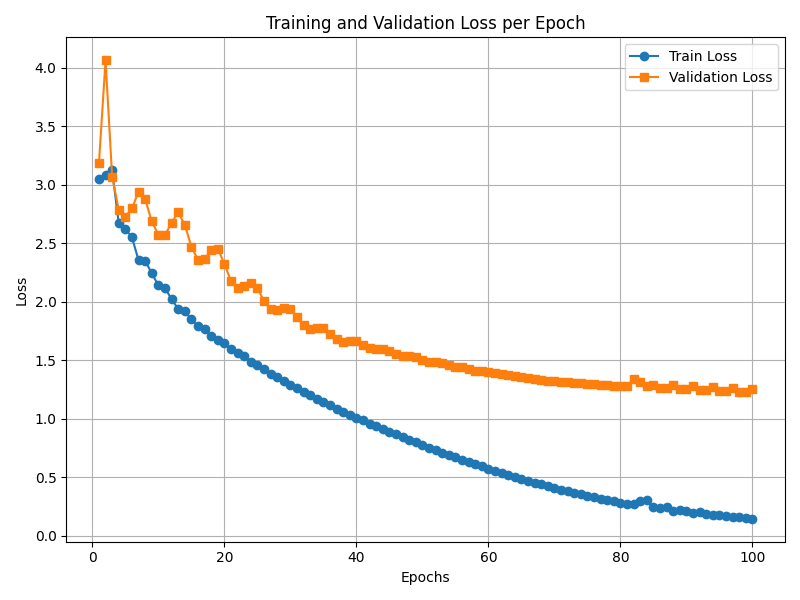 Training and Validation Loss per Epoch
Train Loss
Validation Loss
4.0
3.5
3.0
2.5
2.0
1.5
1.0
0.5
0.0
Loss
0 20 40 60 80 100
Epochs